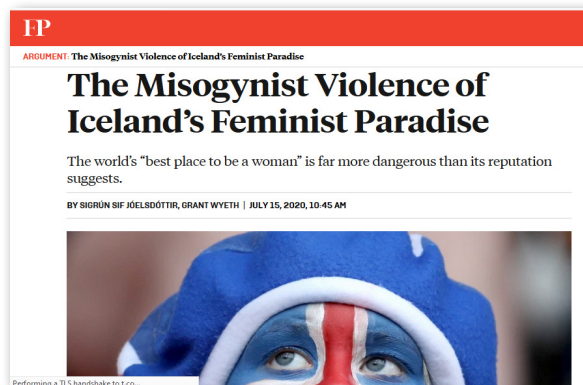 FP
ARGUMENT: The Misogynist Violence of Iceland's Feminist Paradise
The Misogynist Violence of
Iceland's Feminist Paradise
The world's “best place to be a woman” is far more dangerous than its reputation
suggests.
BY SIGRÚN SIF JÓELSDÓTTIR, GRANT WYETH | JULY 15, 2020, 10:45 AM
Performing a TLS handshake to t.co...